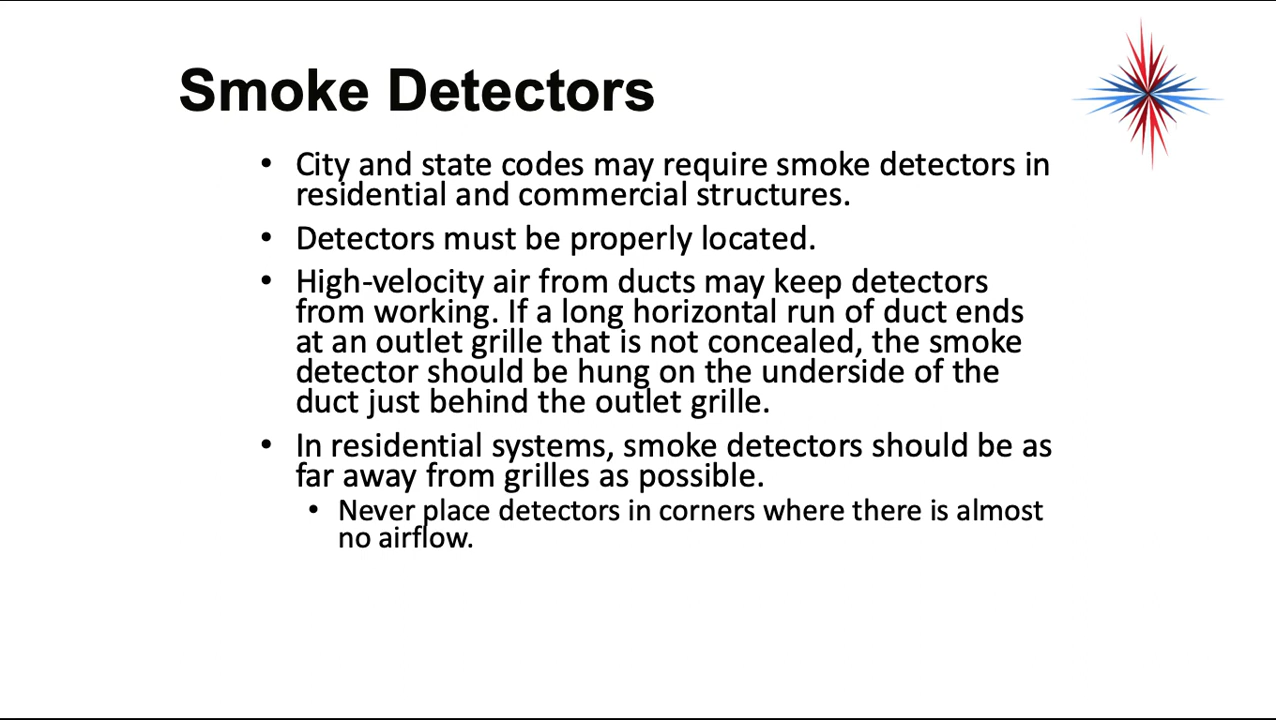 Smoke Detectors
• City and state codes may require smoke detectors in
residential and commercial structures.
• Detectors must be properly located.
• High-velocity air from ducts may keep detectors
from working. If a long horizontal run of duct ends
at an outlet grille that is not concealed, the smoke
detector should be hung on the underside of the
duct just behind the outlet grille.
• In residential systems, smoke detectors should be as
far away from grilles as possible.
• Never place detectors in corners where there is almost
no airflow.